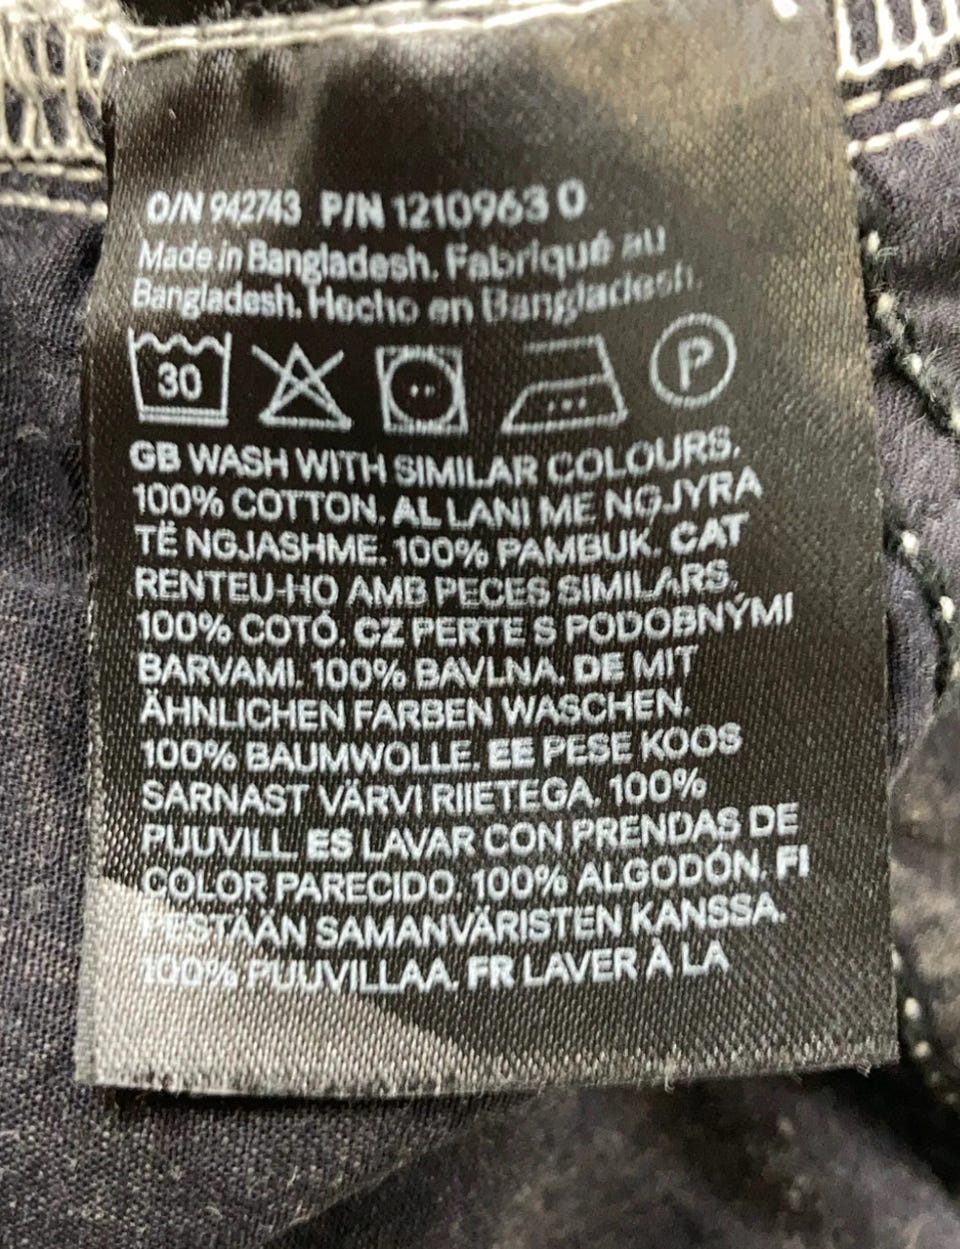 O/N 942743 P/N 1210963 0
Made in Bangladesh. Fabriqué au
Bangladesh. Hecho en Bangladesh.
30
P
GB WASH WITH SIMILAR COLOURS.
100% COTTON. AL LANI ME NGJYRA
TË NGJASHME. 100% PAMBUK. CAT
RENTEU-HO AMB PECES SIMILARS.
100% COTÓ. CZ PERTE S PODOBNÝMI
BARVAMI. 100% BAVLNA. DE MIT
ÄHNLICHEN FARBEN WASCHEN.
100% BAUMWOLLE. EE PESE KOOS
SARNAST VÄRVI RIIETEGA. 100%
PUUVILL. ES LAVAR CON PRENDAS DE
COLOR PARECIDO. 100% ALGODÓN. FI
PESTÄÄN SAMANVÄRISTEN KANSSA.
100% PUUVILLAA. FR LAVER À LA